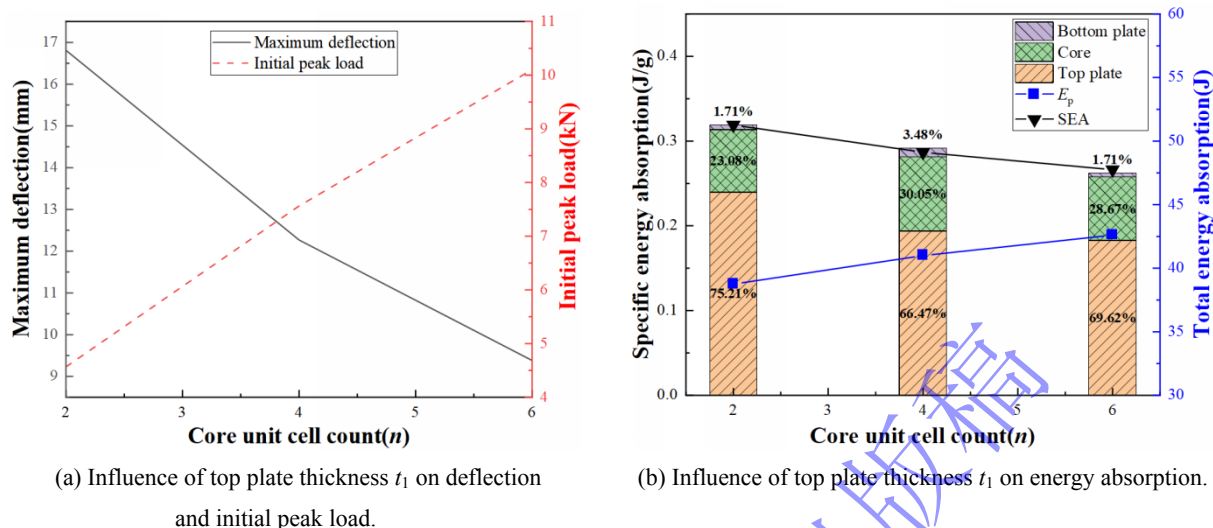 Maximum deflection
Initial peak load
17
16
15
14
13
12
11
10
9
Maximum deflection(mm)
11
10
9
8
7
6
5
4
Initial peak load(kN)
2
3
4
5
6
Core unit cell count(n)
(a) Influence of top plate thickness t₁ on deflection
and initial peak load.
Bottom plate
Core
Top plate
Eₚ
SEA
0.4
0.3
0.2
0.1
0.0
Specific energy absorption(J/g)
1.71%
23.08%
75.21%
3.48%
30.05%
66.47%
1.71%
28.67%
69.62%
60
55
50
45
40
35
30
Total energy absorption(J)
2
3
4
5
6
Core unit cell count(n)
(b) Influence of top plate thickness t₁ on energy absorption.
版稿